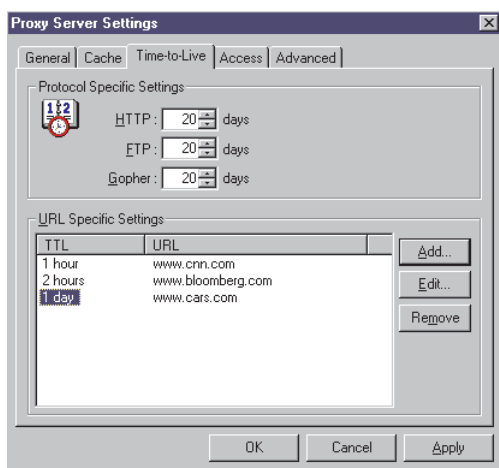 Proxy Server Settings
General Cache Time-to-Live Access Advanced
Protocol Specific Settings
12
HTTP: 20 days
FTP: 20 days
Gopher: 20 days
URL Specific Settings
TTL URL
1 hour www.cnn.com
2 hours www.bloomberg.com
1 day www.cars.com
Add...
Edit...
Remove
OK Cancel Apply